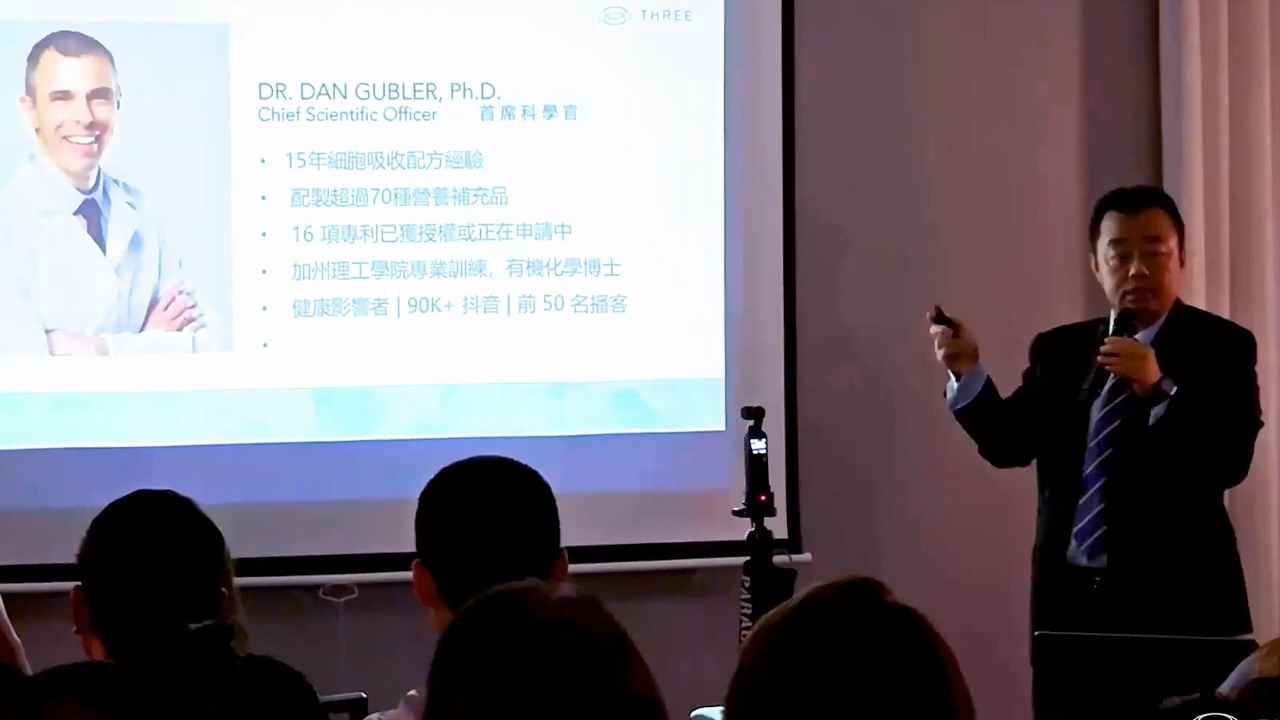 THREE
DR. DAN GUBLER, Ph.D.
Chief Scientific Officer 首席科學官
• 15年細胞吸收配方經驗
• 配製超過70種營養補充品
• 16 項專利已獲授權或正在申請中
• 加州理工學院專業訓練，有機化學博士
• 健康影響者 | 90K+ 抖音 | 前 50 名播客
•